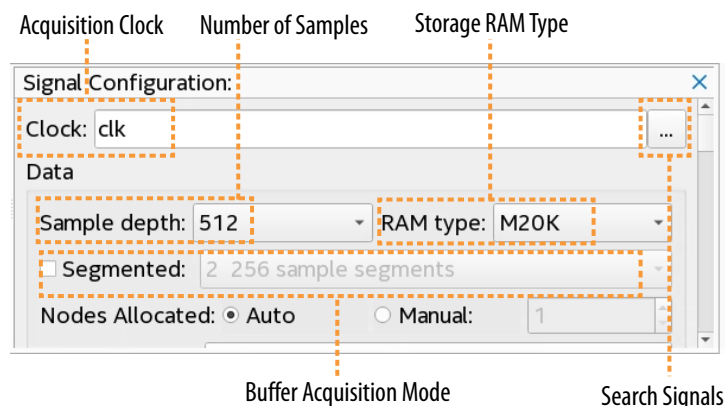 Acquisition Clock Number of Samples Storage RAM Type
Signal Configuration:
Clock: clk ...
Data
Sample depth: 512 RAM type: M20K
Segmented: 2 256 sample segments
Nodes Allocated: Auto Manual: 1
Buffer Acquisition Mode Search Signals